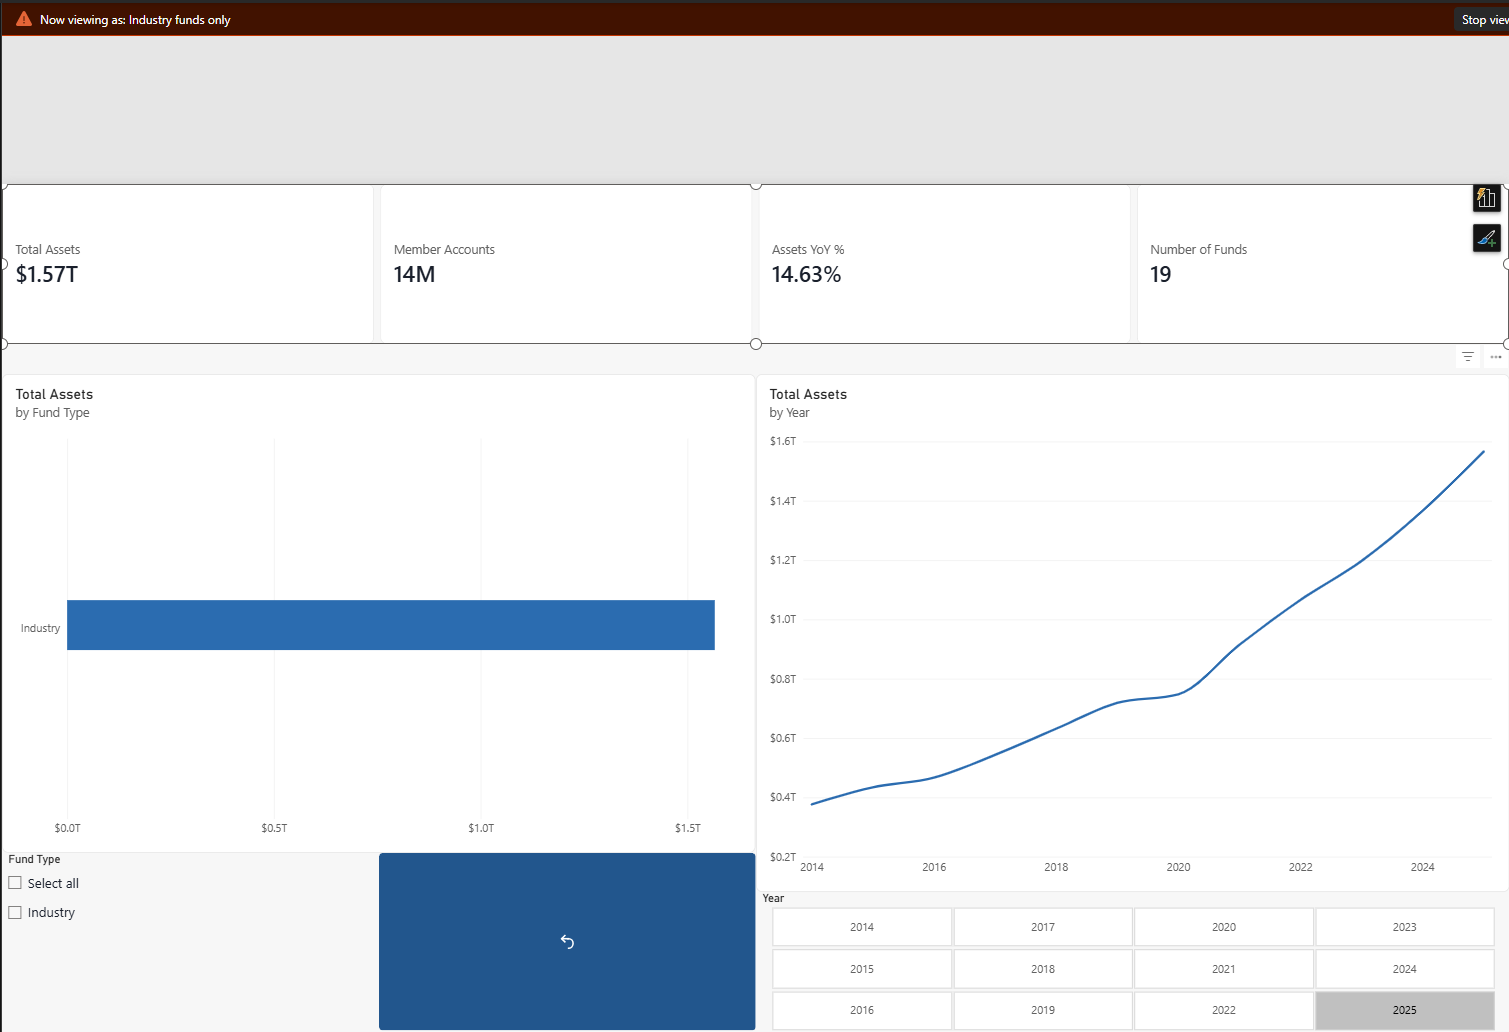 Now viewing as: Industry funds only
Stop view
Total Assets
$1.57T
Member Accounts
14M
Assets YoY %
14.63%
Number of Funds
19
Total Assets
by Fund Type
Industry
$0.0T
$0.5T
$1.0T
$1.5T
Total Assets
by Year
$1.6T
$1.4T
$1.2T
$1.0T
$0.8T
$0.6T
$0.4T
$0.2T
2014
2016
2018
2020
2022
2024
Fund Type
Select all
Industry
Year
2014
2017
2020
2023
2015
2018
2021
2024
2016
2019
2022
2025